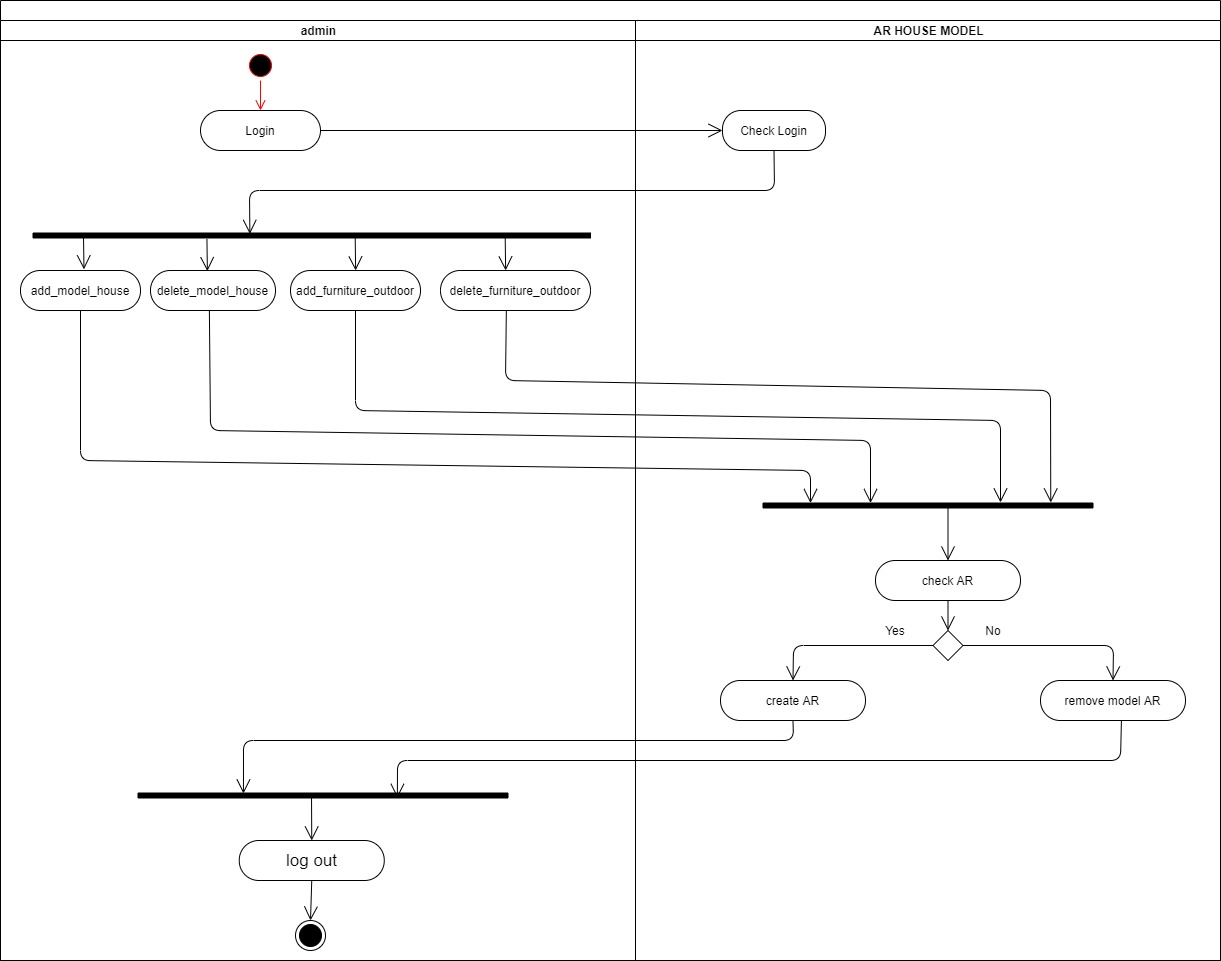 admin
AR HOUSE MODEL
Login
Check Login
add_model_house
delete_model_house
add_furniture_outdoor
delete_furniture_outdoor
check AR
Yes
No
create AR
remove model AR
log out